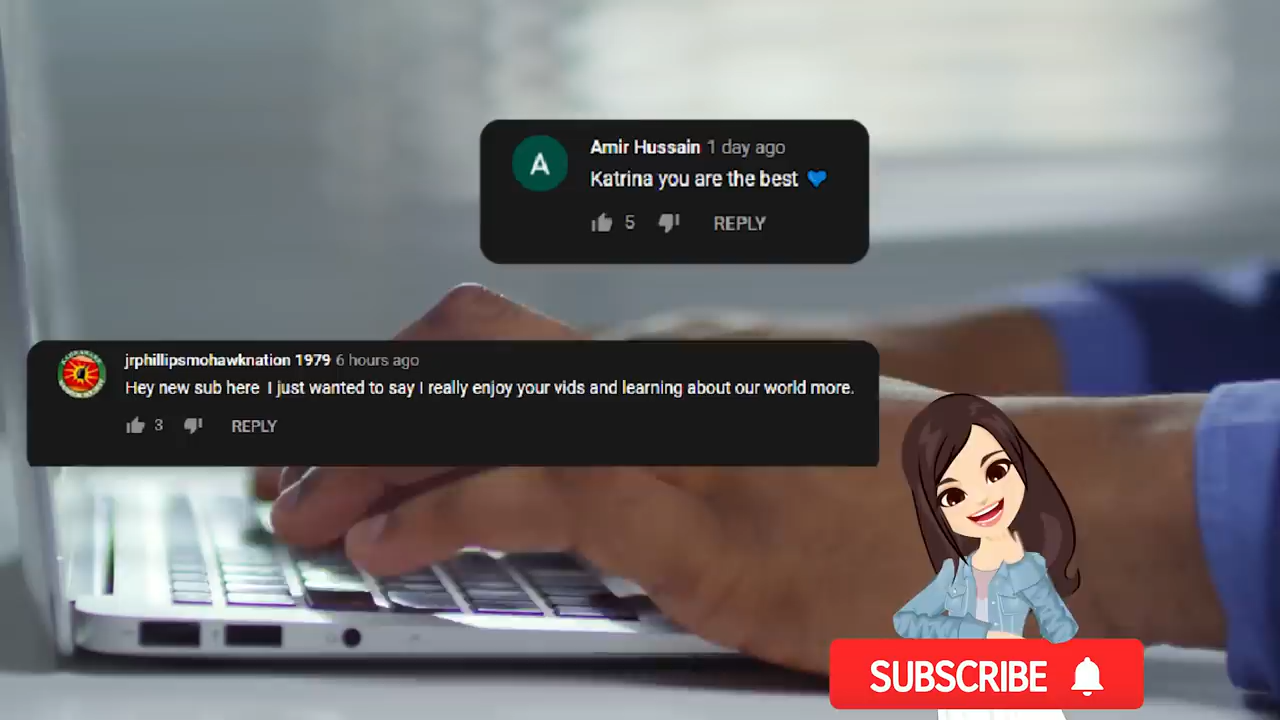 Amir Hussain 1 day ago
Katrina you are the best 💙
5 REPLY
jrphillipsmohawknation 1979 6 hours ago
Hey new sub here I just wanted to say I really enjoy your vids and learning about our world more.
3 REPLY
SUBSCRIBE